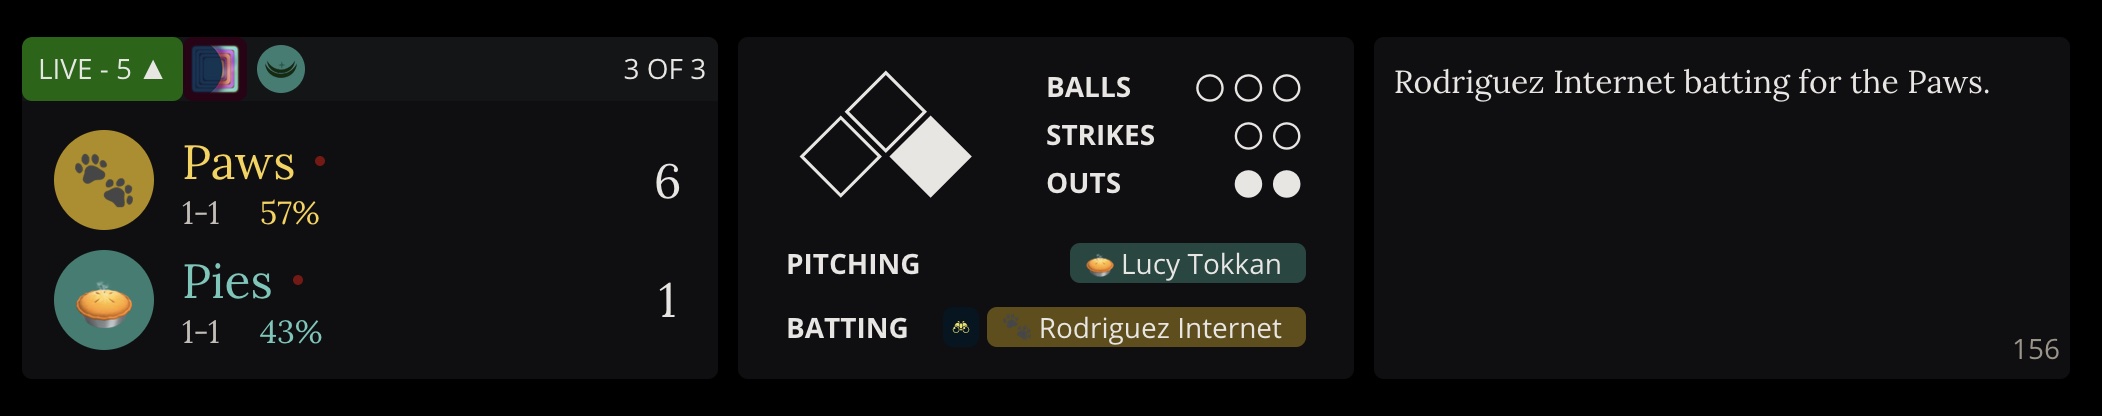 LIVE - 5 ▲
3 OF 3
Paws
6
1-1 57%
Pies
1
1-1 43%
BALLS
STRIKES
OUTS
PITCHING
Lucy Tokkan
BATTING
Rodriguez Internet
Rodriguez Internet batting for the Paws.
156